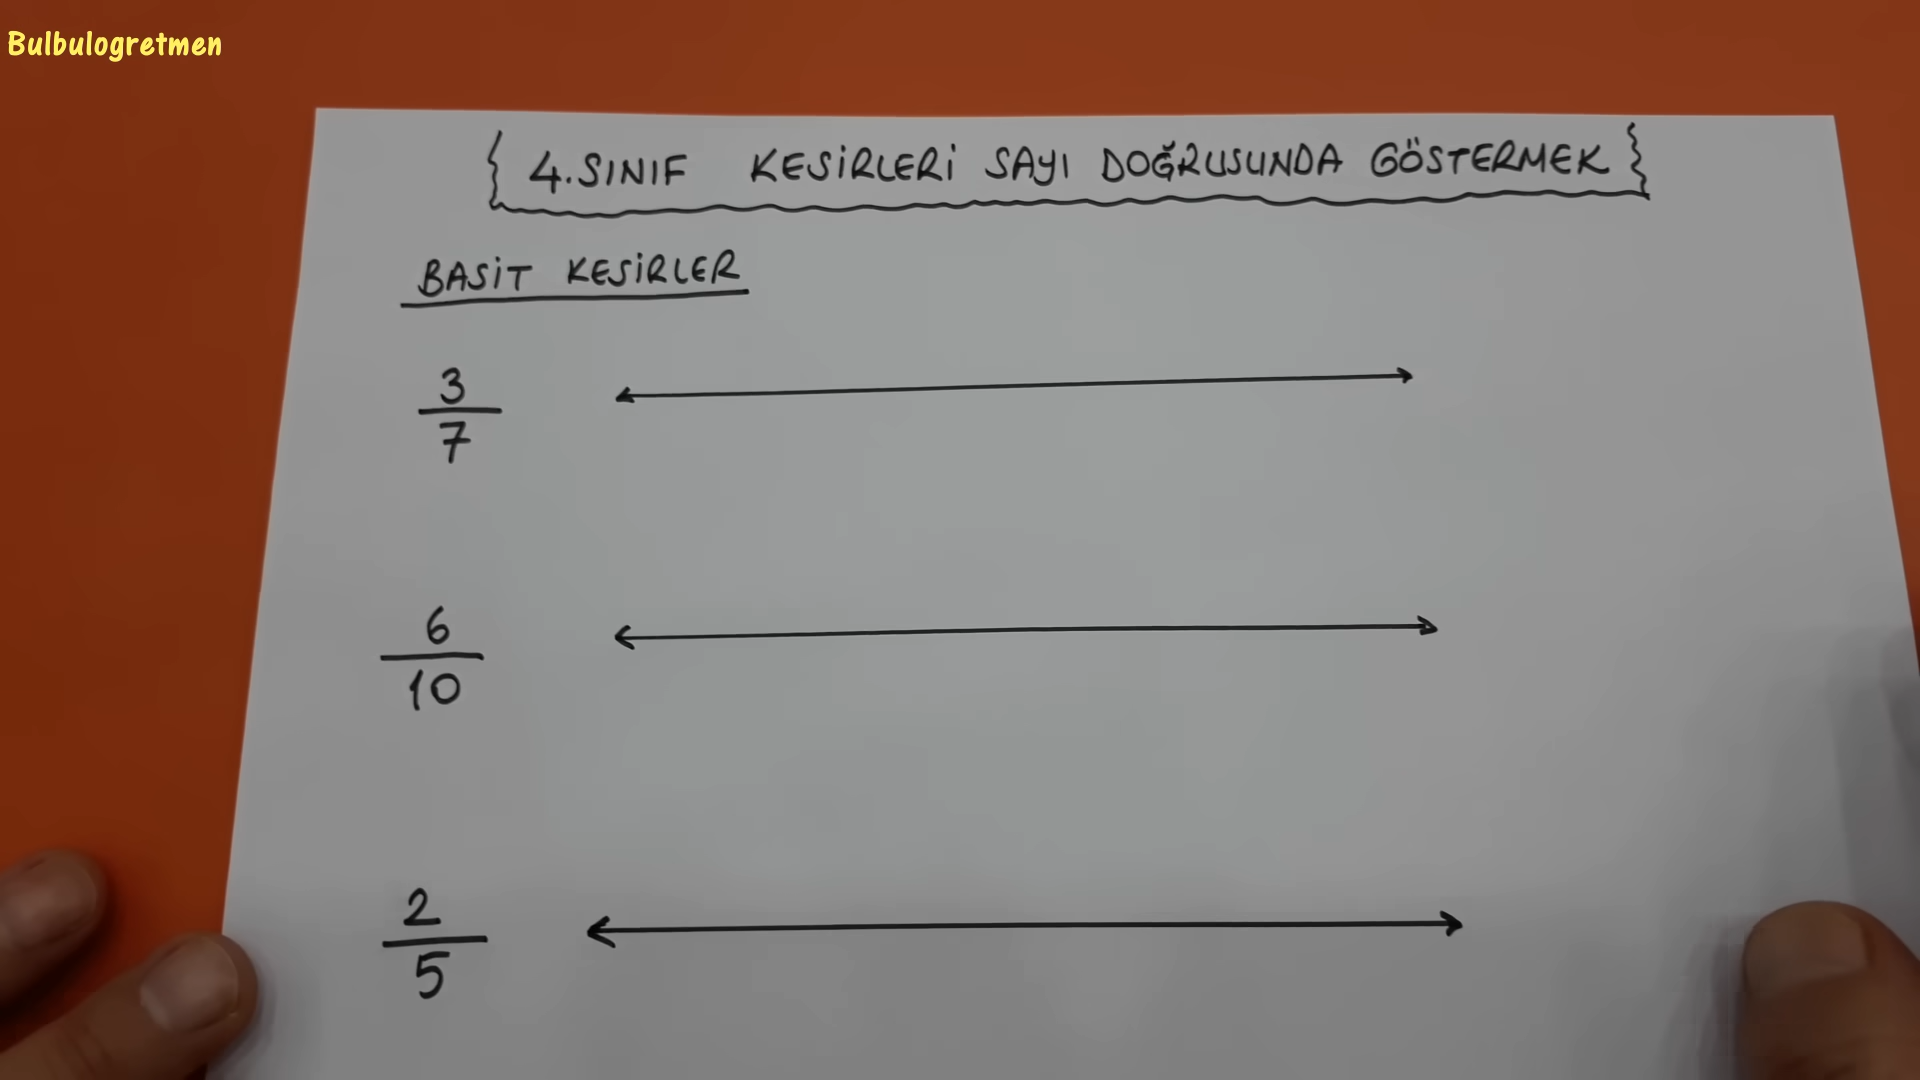 Bulbulogretmen
4.SINIF KESİRLERİ SAYI DOĞRUSUNDA GÖSTERMEK
BASİT KESİRLER
3
7
6
10
2
5